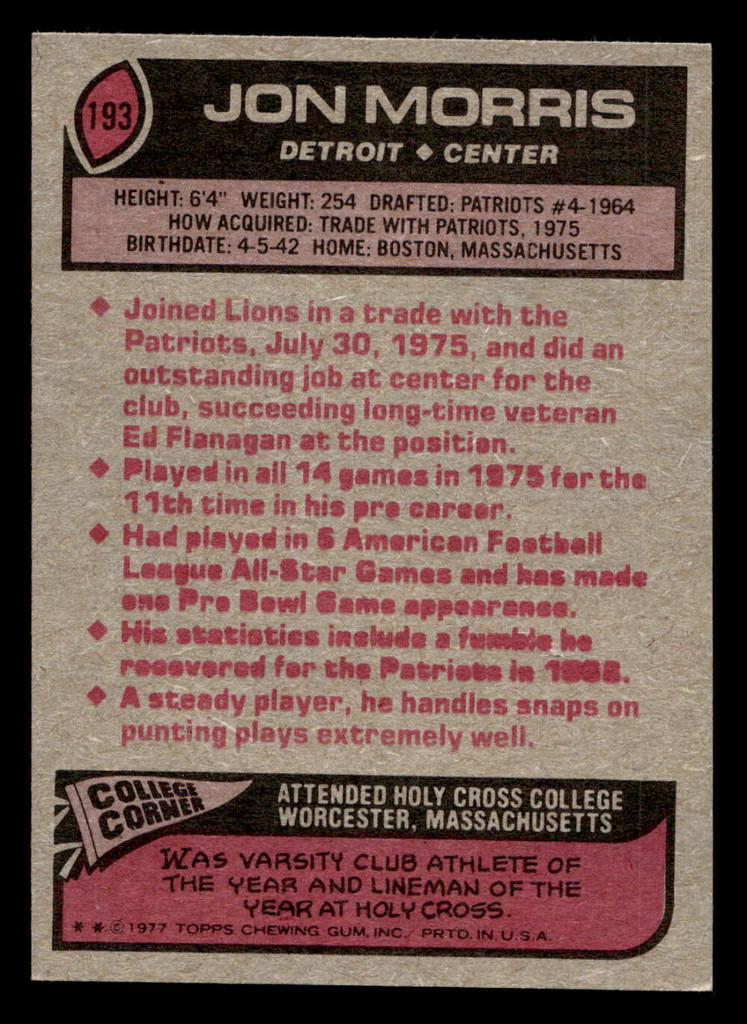 193
JON MORRIS
DETROIT ◆ CENTER
HEIGHT: 6'4" WEIGHT: 254 DRAFTED: PATRIOTS #4-1964
HOW ACQUIRED: TRADE WITH PATRIOTS, 1975
BIRTHDATE: 4-5-42 HOME: BOSTON, MASSACHUSETTS
◆ Joined Lions in a trade with the
Patriots, July 30, 1975, and did an
outstanding job at center for the
club, succeeding long-time veteran
Ed Flanagan at the position.
◆ Played in all 14 games in 1975 for the
11th time in his pro career.
◆ Had played in 6 American Football
League All-Star Games and has made
one Pro Bowl Game appearance.
◆ His statistics include a fumble he
recovered for the Patriots in
◆ A steady player, he handles snaps on
punting plays extremely well.
COLLEGE
CORNER
ATTENDED HOLY CROSS COLLEGE
WORCESTER, MASSACHUSETTS
WAS VARSITY CLUB ATHLETE OF
THE YEAR AND LINEMAN OF THE
YEAR AT HOLY CROSS.
* * © 1977 TOPPS CHEWING GUM, INC. PRTD. IN U.S.A.